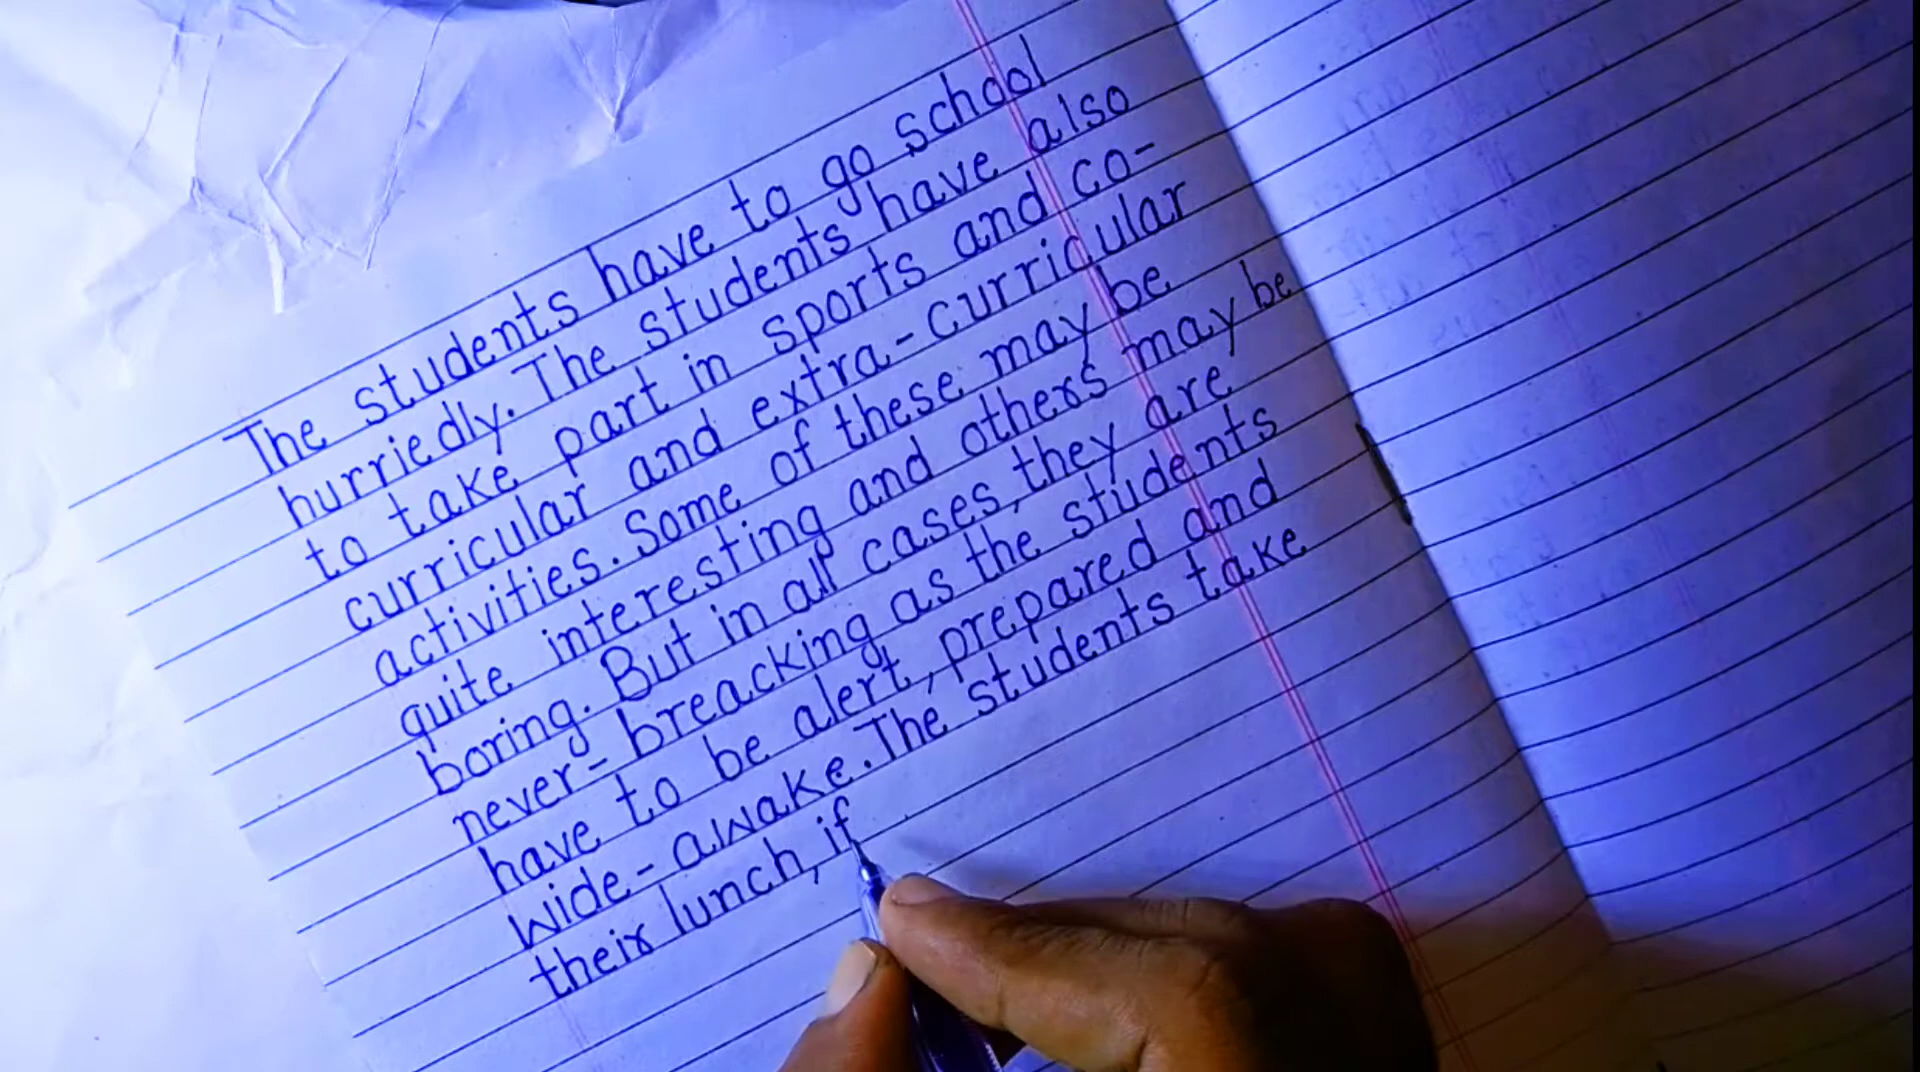 The students have to go school
hurriedly. The students have also
to take part in sports and co-
curricular and extra-curricular
activities. Some of these may be
quite interesting and others may be
boring. But in all cases, they are
never-breacking as the students
have to be alert, prepared and
wide-awake. The students take
their lunch, if